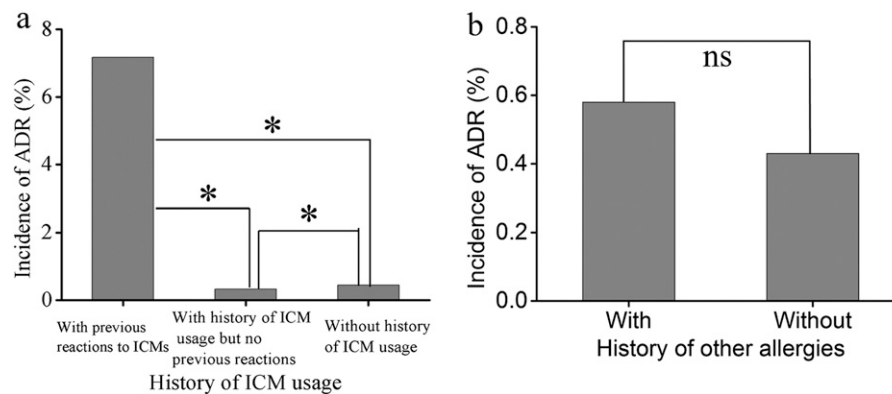 a
Incidence of ADR (%)
8
6
4
2
0
*
*
*
With previous
reactions to ICMs
With history of ICM
usage but no
previous reactions
Without history
of ICM usage
History of ICM usage
b
Incidence of ADR (%)
0.8
0.6
0.4
0.2
0.0
ns
With
Without
History of other allergies